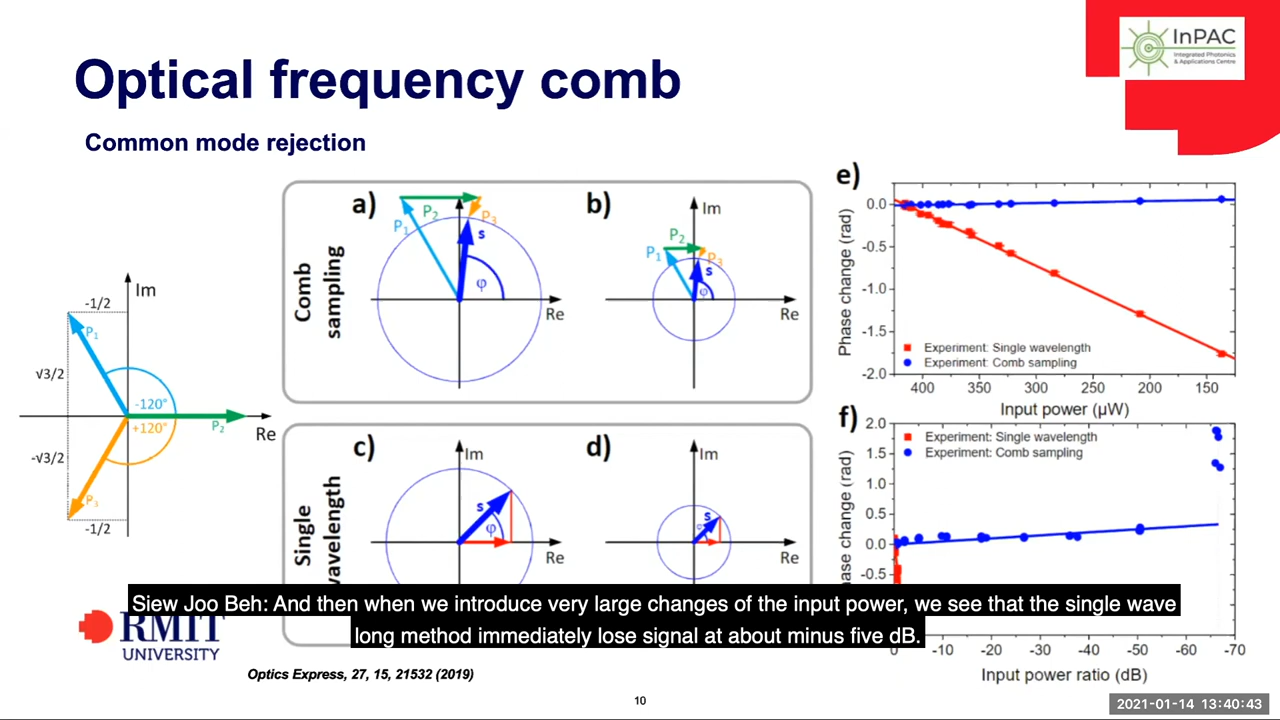 Optical frequency comb
Common mode rejection
InPAC
Integrated Photonics
& Applications Centre
Im
-1/2
P1
√3/2
-120°
+120°
P2
Re
-√3/2
P3
-1/2
Comb
sampling
a)
P2
P3
P1
s
φ
Re
b)
Im
P2
P1
P3
s
φ
Re
Single
wavelength
c)
Im
s
φ
Re
d)
Im
s
Re
e)
Phase change (rad)
0.0
-0.5
-1.0
-1.5
-2.0
Experiment: Single wavelength
Experiment: Comb sampling
400 350 300 250 200 150
Input power (µW)
f)
Phase change (rad)
2.0
1.5
1.0
0.5
0.0
-0.5
Experiment: Single wavelength
Experiment: Comb sampling
0 -10 -20 -30 -40 -50 -60 -70
Input power ratio (dB)
Siew Joo Beh: And then when we introduce very large changes of the input power, we see that the single wave
long method immediately lose signal at about minus five dB.
RMIT
UNIVERSITY
Optics Express, 27, 15, 21532 (2019)
10
2021-01-14 13:40:43